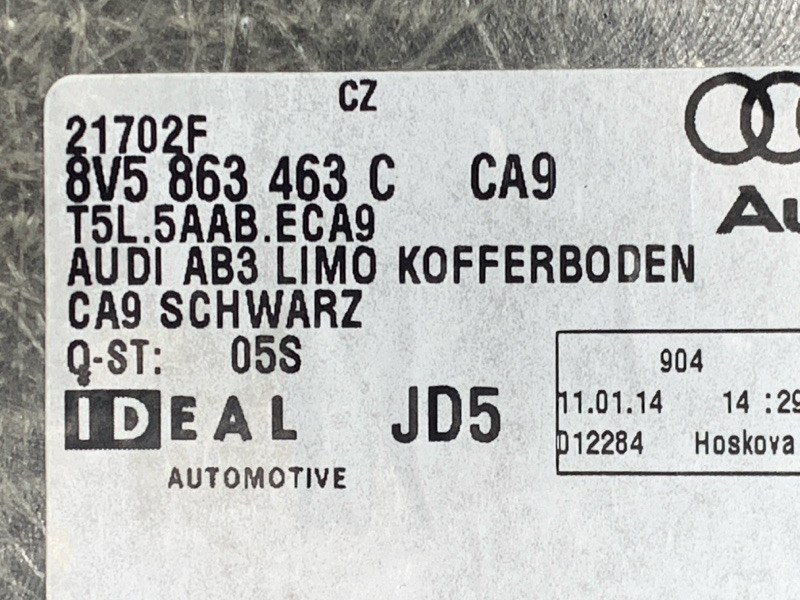 CZ
21702F
8V5 863 463 C CA9
T5L.5AAB.ECA9
AUDI AB3 LIMO KOFFERBODEN
CA9 SCHWARZ
Q-ST: 05S
IDEAL
AUTOMOTIVE
JD5
Au
904
11.01.14 14:29
D12284 Hoskova